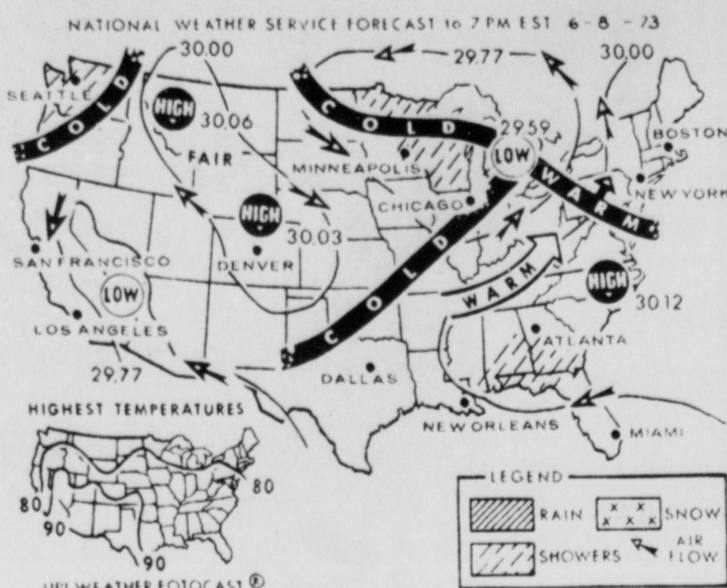 NATIONAL WEATHER SERVICE FORECAST to 7 PM EST 6-8-73
30.00
29.77
30.00
SEATTLE
COLD
HIGH
30.06
FAIR
COLD
29.59
LOW
BOSTON
MINNEAPOLIS
CHICAGO
WARM
NEW YORK
HIGH
30.03
DENVER
SAN FRANCISCO
LOW
COLD
WARM
HIGH
30.12
LOS ANGELES
ATLANTA
29.77
DALLAS
NEW ORLEANS
MIAMI
HIGHEST TEMPERATURES
80
80
90
90
LEGEND
RAIN
SNOW
SHOWERS
AIR FLOW
UPI WEATHER FOTOCAST ®